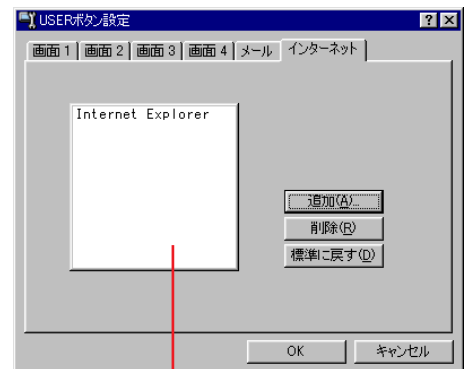 USERボタン設定
画面1 画面2 画面3 画面4 メール インターネット
Internet Explorer
追加(A)...
削除(R)
標準に戻す(D)
OK キャンセル